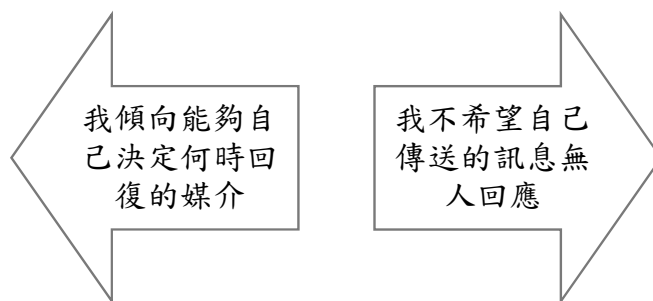 我傾向能夠自
己決定何時回
復的媒介
我不希望自己
傳送的訊息無
人回應